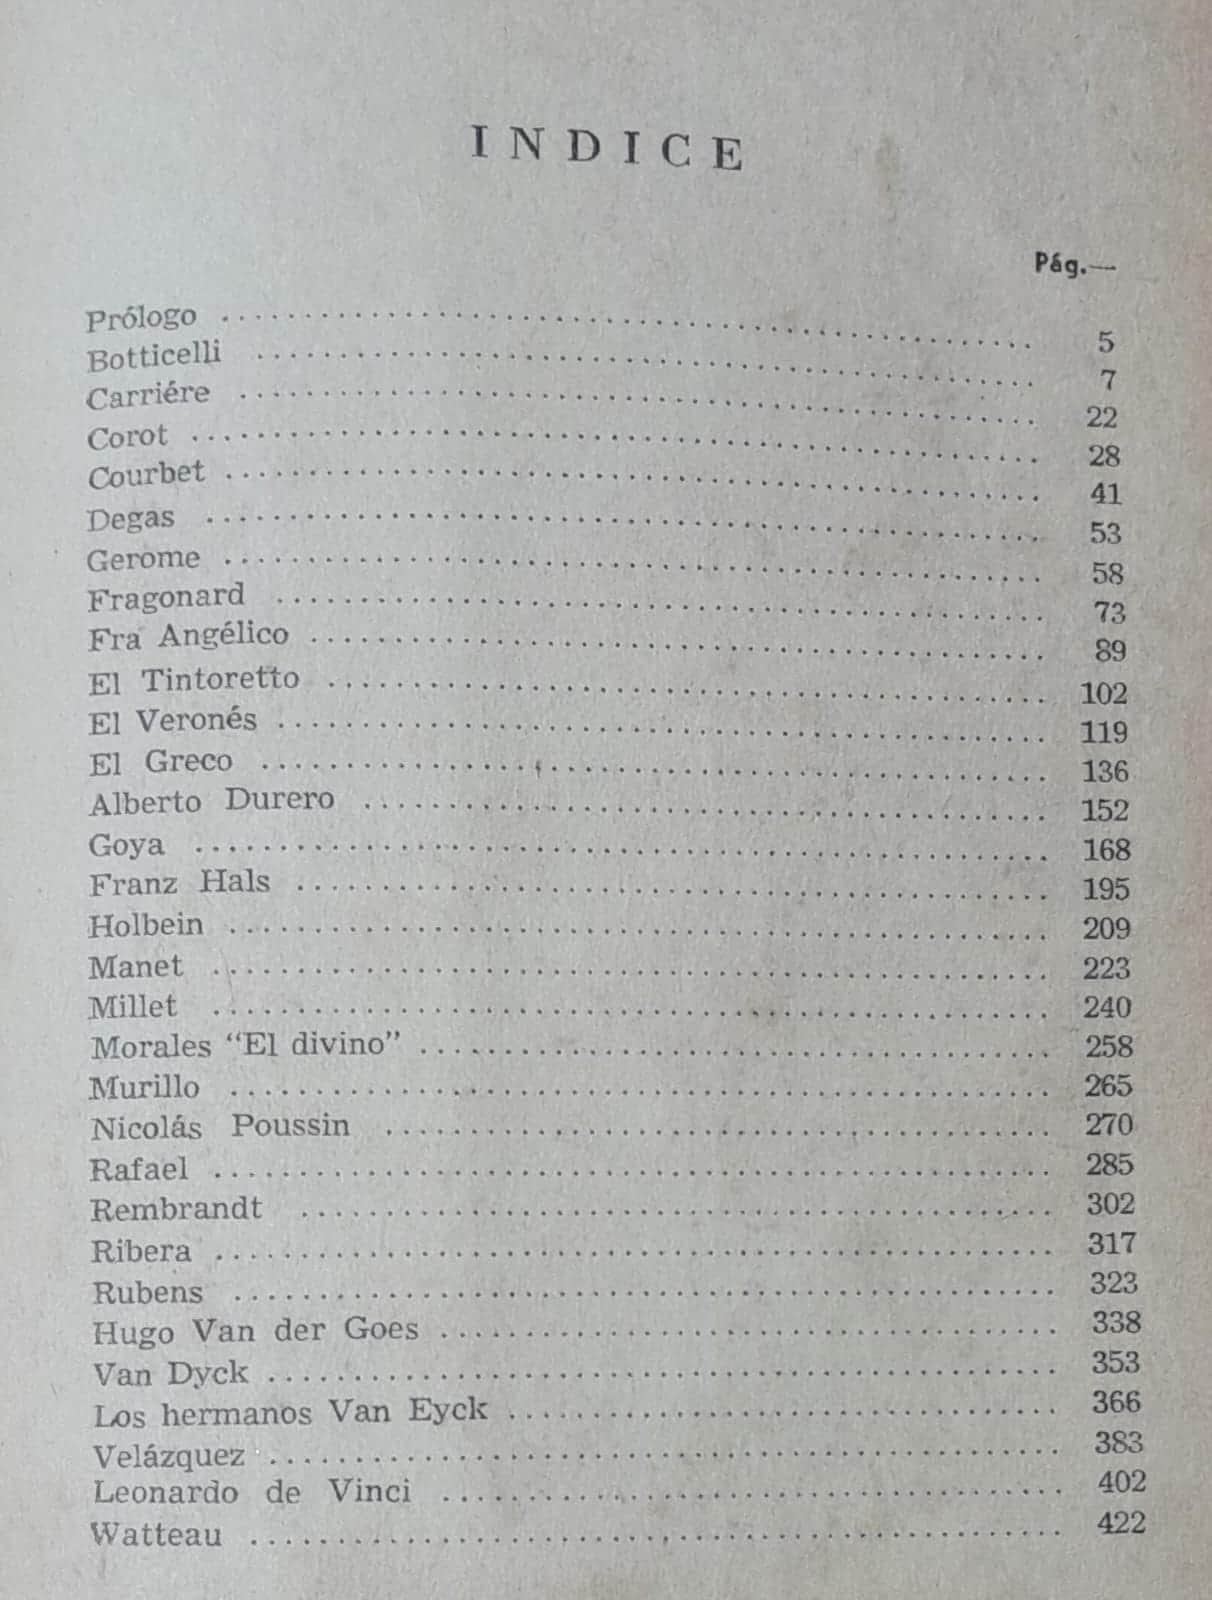 INDICE
Pág.—
Prólogo 5
Botticelli 7
Carriére 22
Corot 28
Courbet 41
Degas 53
Gerome 58
Fragonard 73
Fra Angélico 89
El Tintoretto 102
El Veronés 119
El Greco 136
Alberto Durero 152
Goya 168
Franz Hals 195
Holbein 209
Manet 223
Millet 240
Morales "El divino" 258
Murillo 265
Nicolás Poussin 270
Rafael 285
Rembrandt 302
Ribera 317
Rubens 323
Hugo Van der Goes 338
Van Dyck 353
Los hermanos Van Eyck 366
Velázquez 383
Leonardo de Vinci 402
Watteau 422